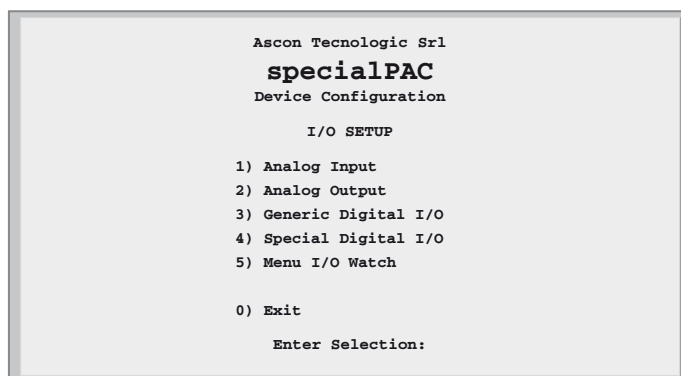 Ascon Tecnologic Srl
specialPAC
Device Configuration
I/O SETUP
1) Analog Input
2) Analog Output
3) Generic Digital I/O
4) Special Digital I/O
5) Menu I/O Watch
0) Exit
Enter Selection: